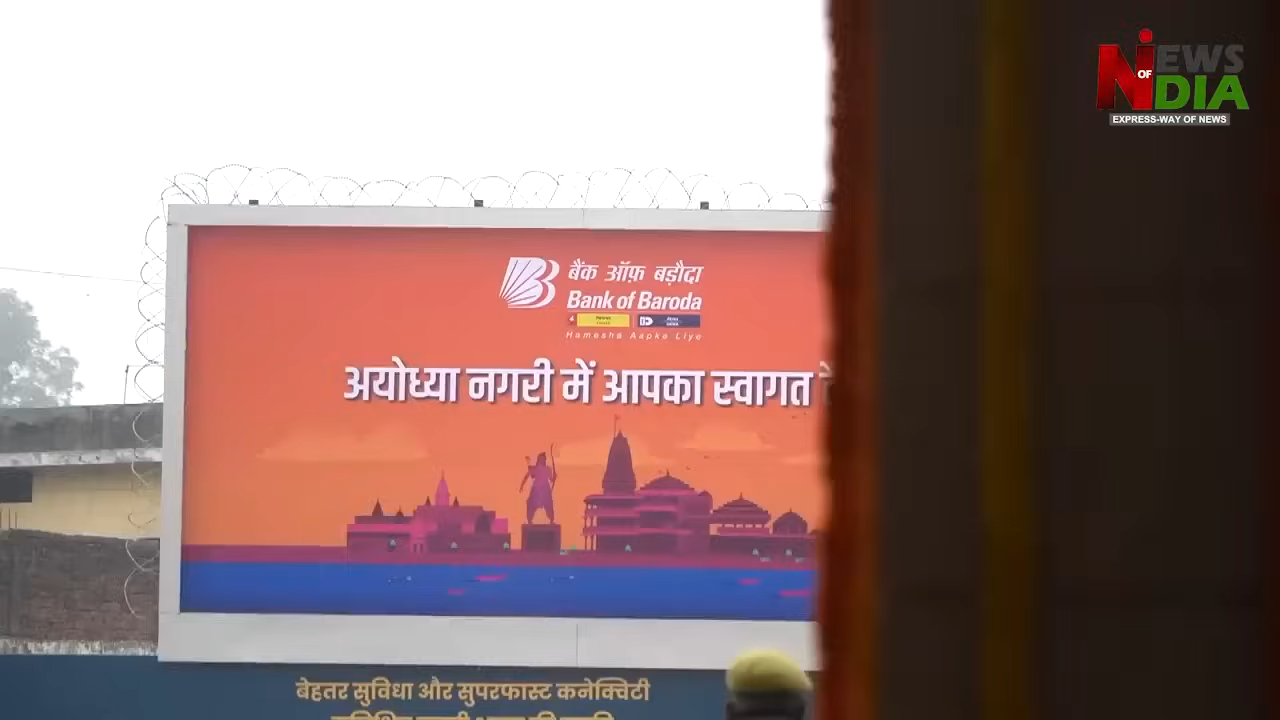 NEWS
OF
INDIA
EXPRESS-WAY OF NEWS
बैंक ऑफ़ बड़ौदा
Bank of Baroda
Hamesha Aapke Liye
अयोध्या नगरी में आपका स्वागत
बेहतर सुविधा और सुपरफास्ट कनेक्विटी